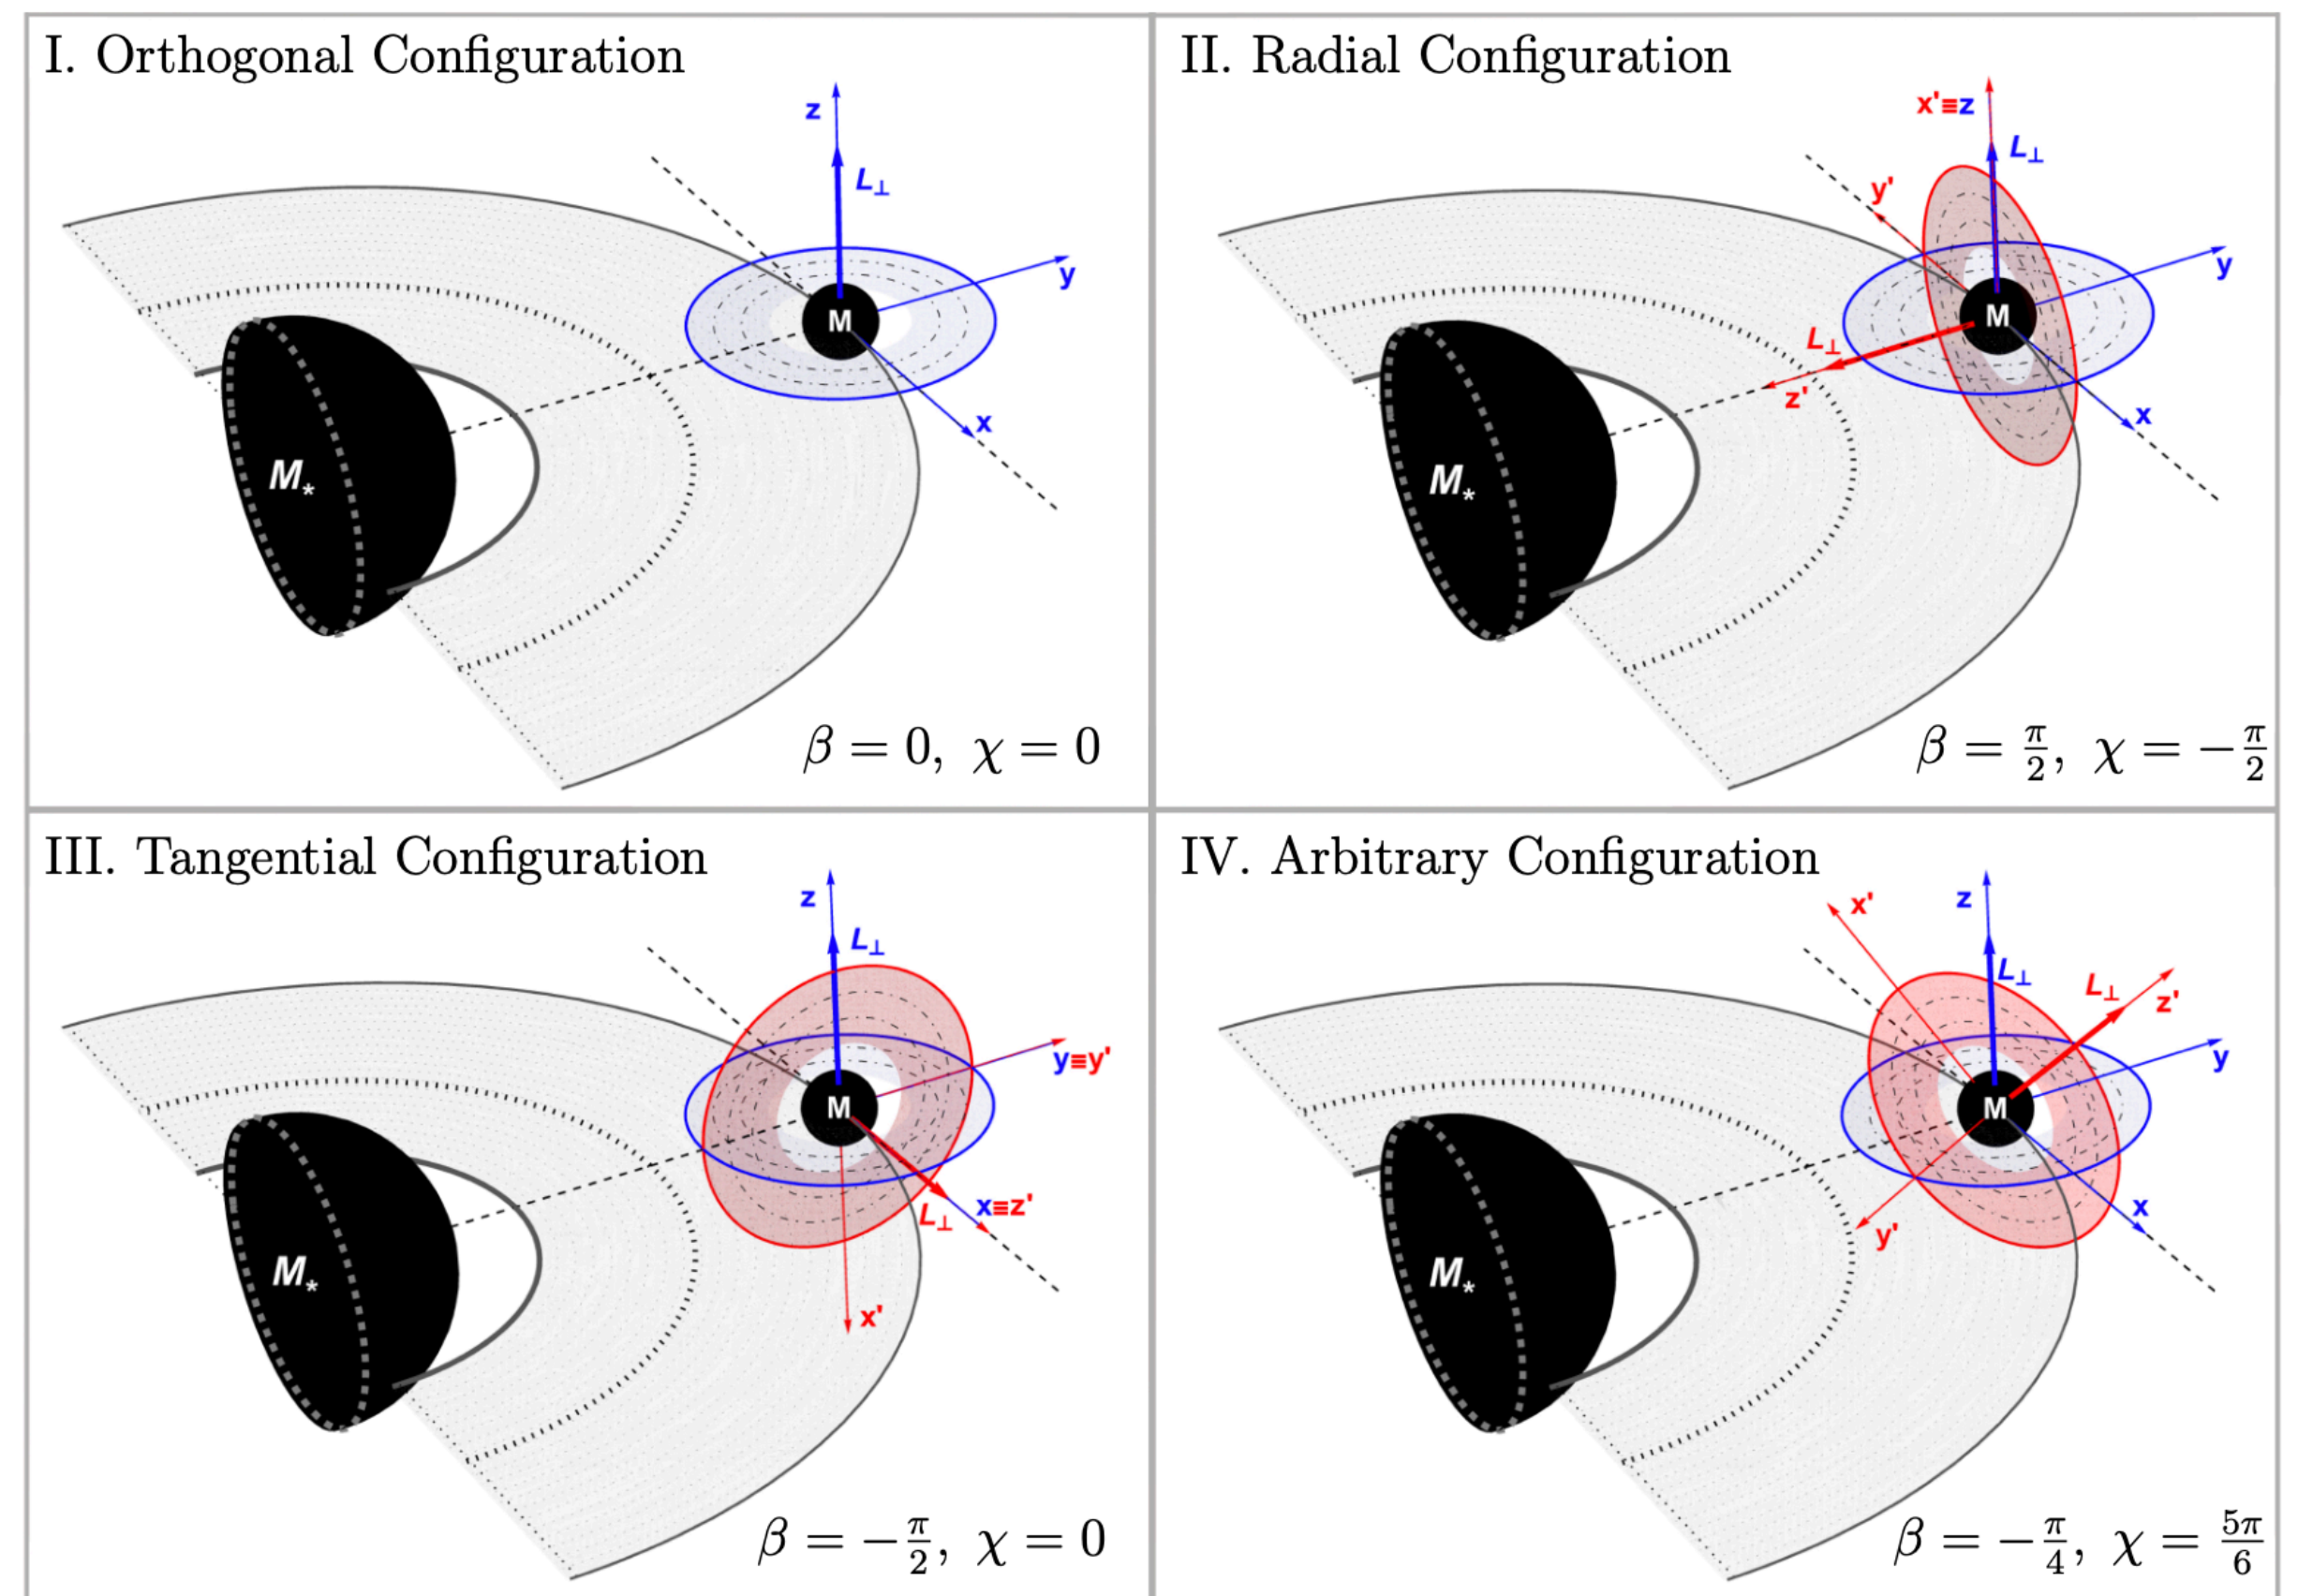 I. Orthogonal Configuration
z
L⊥
y
M
x
M*
β = 0, χ = 0
II. Radial Configuration
x'≡z
L⊥
y'
y
M
L⊥
z'
x
M*
β = π/2, χ = −π/2
III. Tangential Configuration
z
L⊥
y≡y'
M
x≡z'
L⊥
M*
x'
β = −π/2, χ = 0
IV. Arbitrary Configuration
z
x'
L⊥
L⊥
z'
y
M
x
y'
M*
β = −π/4, χ = 5π/6